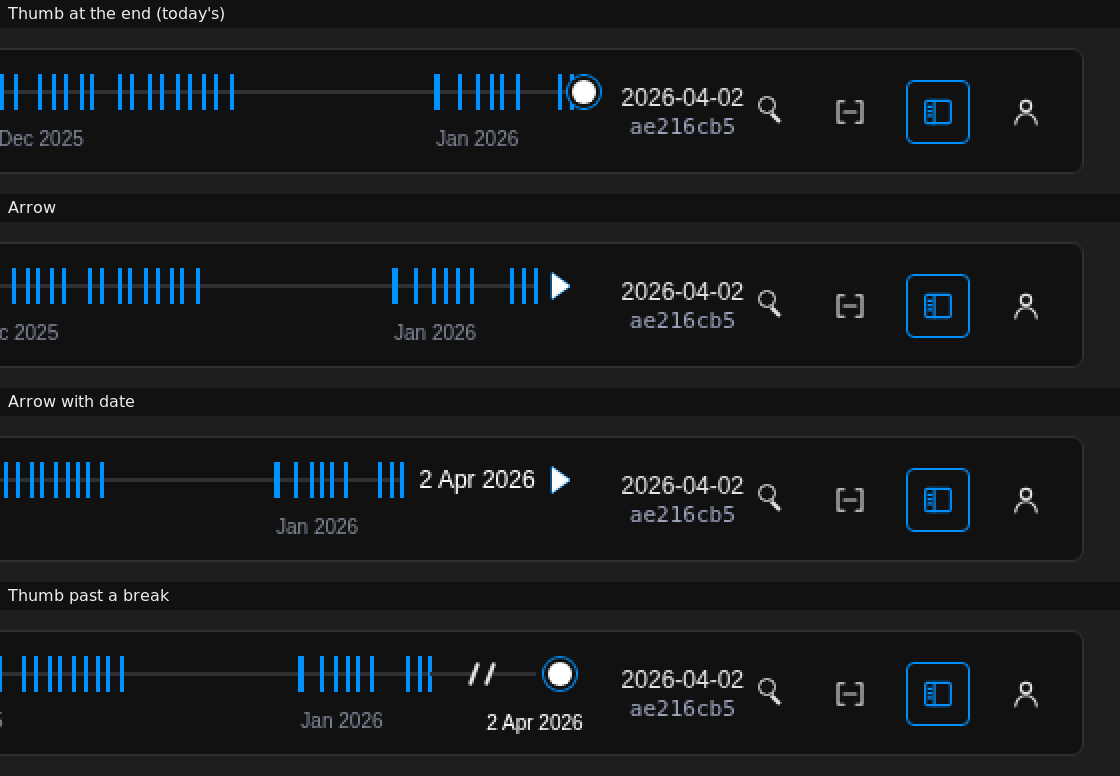 Thumb at the end (today's)
2026-04-02
Dec 2025 Jan 2026 ae216cb5
Arrow
2026-04-02
c 2025 Jan 2026 ae216cb5
Arrow with date
2 Apr 2026 2026-04-02
Jan 2026 ae216cb5
Thumb past a break
2026-04-02
Jan 2026 2 Apr 2026 ae216cb5